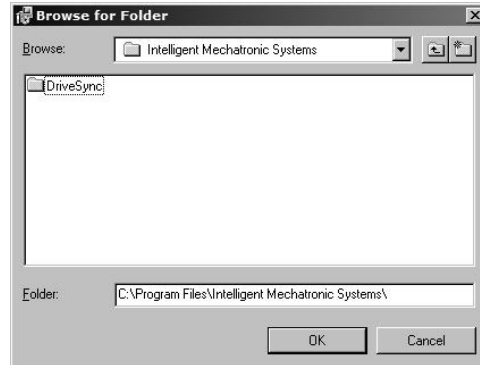 Browse for Folder
Browse: Intelligent Mechatronic Systems
DriveSync
Folder: C:\Program Files\Intelligent Mechatronic Systems\
OK Cancel